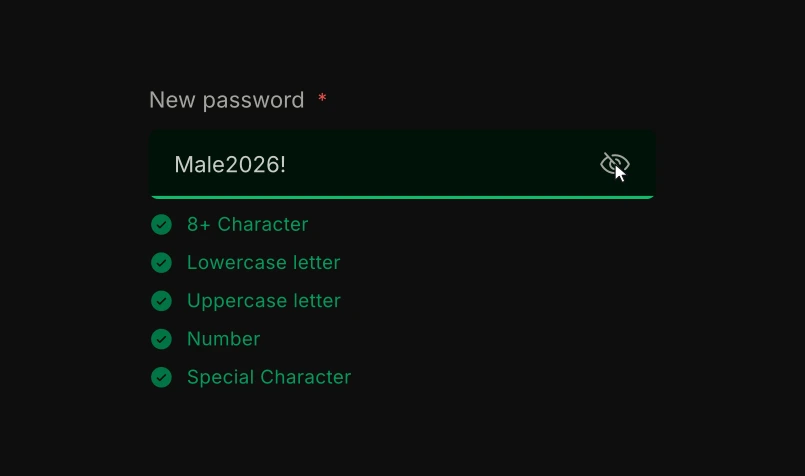 New password *
Male2026!
8+ Character
Lowercase letter
Uppercase letter
Number
Special Character